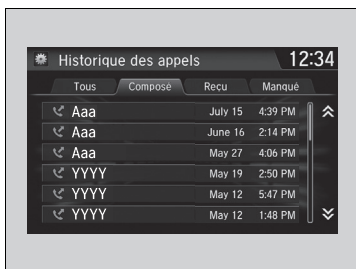 Historique des appels 12:34
Tous Composé Reçu Manqué
Aaa July 15 4:39 PM
Aaa June 16 2:14 PM
Aaa May 27 4:06 PM
YYYY May 19 2:50 PM
YYYY May 12 5:47 PM
YYYY May 12 1:48 PM